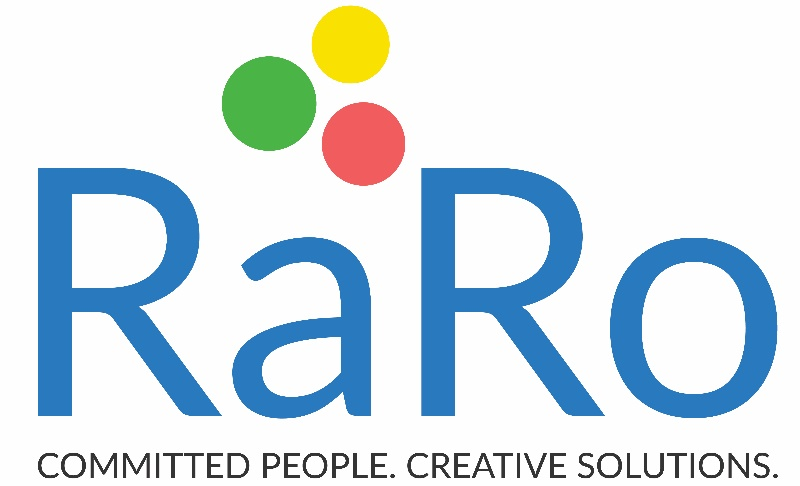 RaRo
COMMITTED PEOPLE. CREATIVE SOLUTIONS.